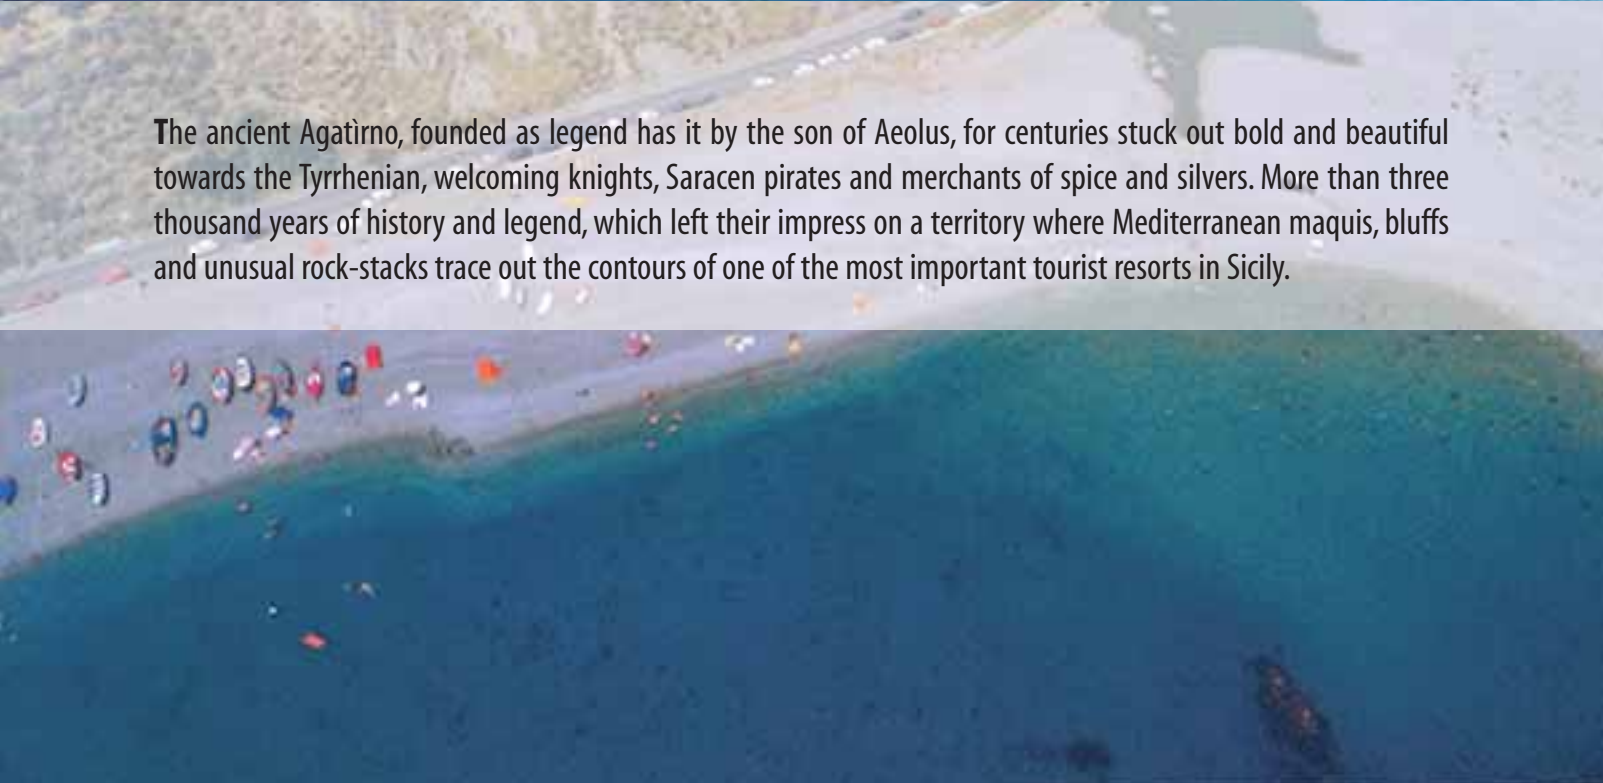 The ancient Agatìrno, founded as legend has it by the son of Aeolus, for centuries stuck out bold and beautiful
towards the Tyrrhenian, welcoming knights, Saracen pirates and merchants of spice and silvers. More than three
thousand years of history and legend, which left their impress on a territory where Mediterranean maquis, bluffs
and unusual rock-stacks trace out the contours of one of the most important tourist resorts in Sicily.